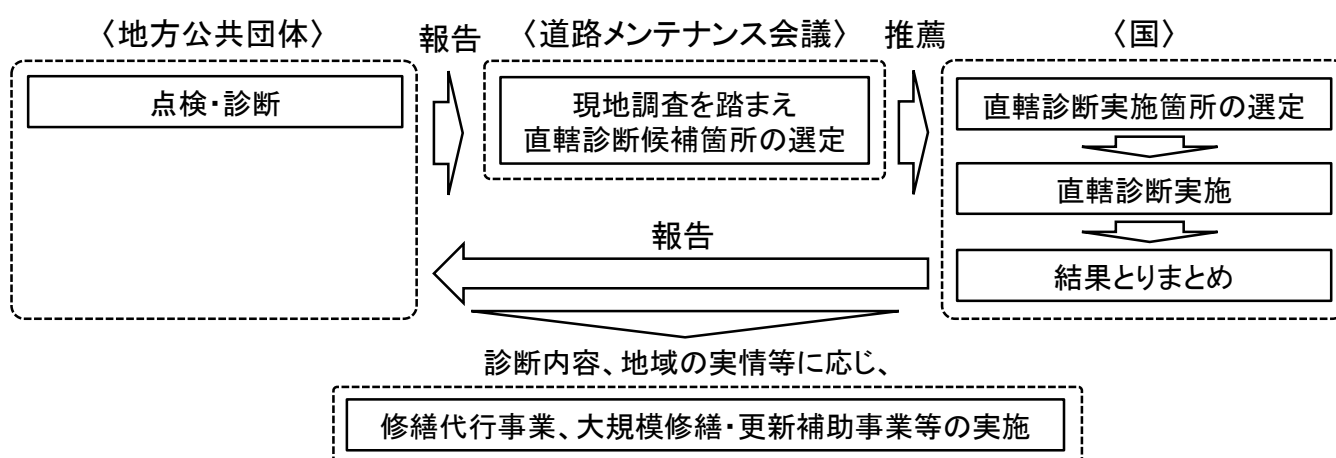 〈地方公共団体〉
点検・診断
報告
〈道路メンテナンス会議〉
現地調査を踏まえ
直轄診断候補箇所の選定
推薦
〈国〉
直轄診断実施箇所の選定
直轄診断実施
結果とりまとめ
報告
診断内容、地域の実情等に応じ、
修繕代行事業、大規模修繕・更新補助事業等の実施